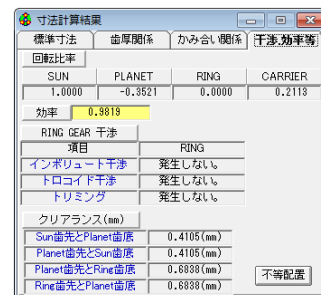 寸法計算結果
標準寸法 歯厚関係 かみ合い関係 干渉,効率等
回転比率
SUN PLANET RING CARRIER
1.0000 -0.3521 0.0000 0.2113
効率 0.9819
RING GEAR 干渉
項目 RING
インボリュート干渉 発生しない。
トロコイド干渉 発生しない。
トリミング 発生しない。
クリアランス(mm)
Sun歯先とPlanet歯底 0.4105(mm)
Planet歯先とSun歯底 0.4105(mm)
Planet歯先とRing歯底 0.6838(mm)
Ring歯先とPlanet歯底 0.6838(mm)
不等配置